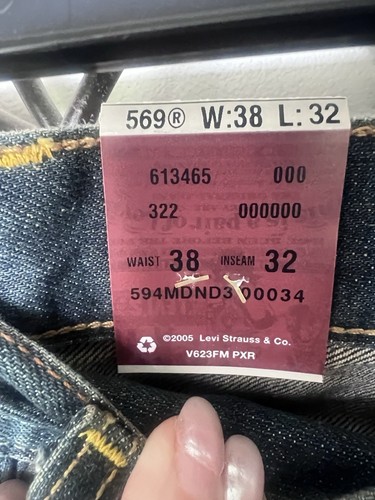 569® W:38 L:32
613465 000
322 000000
WAIST 38 INSEAM 32
594MDND3 00034
©2005 Levi Strauss & Co.
V623FM PXR